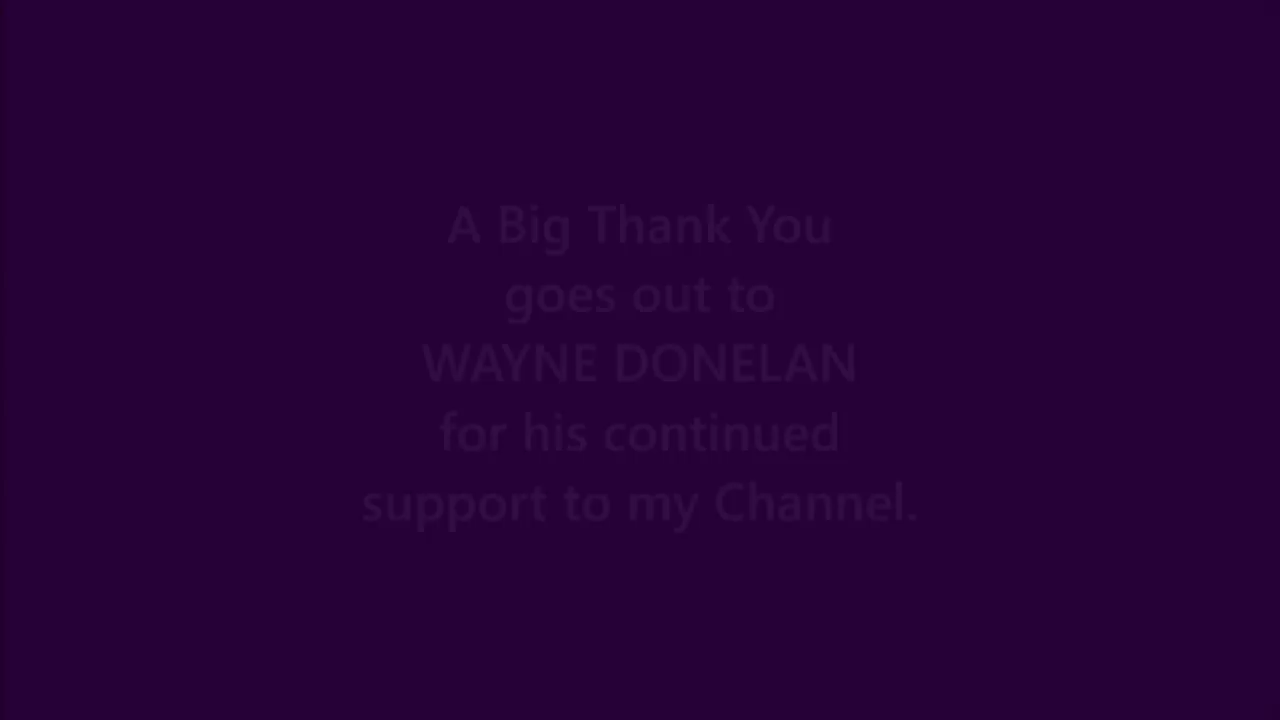 A Big Thank You
goes out to
WAYNE DONELAN
for his continued
support to my Channel.